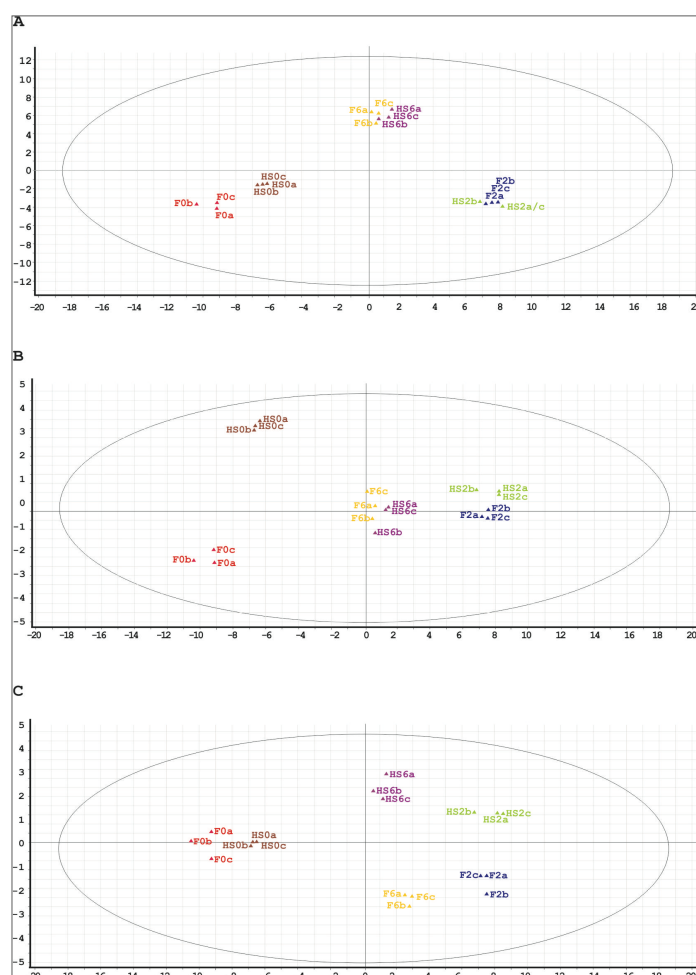 A
12
10
8
6
4
2
0
-2
-4
-6
-8
-10
-12
F6c
F6a
HS6a
HS6c
F6b
HS6b
HS0c
HS0a
HS0b
F0c
F0b
F0a
F2b
F2c
F2a
HS2b
HS2a/c
-20 -18 -16 -14 -12 -10 -8 -6 -4 -2 0 2 4 6 8 10 12 14 16 18 20
B
5
4
3
2
1
0
-1
-2
-3
-4
-5
HS0a
HS0c
HS0b
F6c
HS2b
HS2a
HS2c
F6a
HS6a
HS6c
F2b
F2a
F2c
F6b
HS6b
F0c
F0b
F0a
-20 -18 -16 -14 -12 -10 -8 -6 -4 -2 0 2 4 6 8 10 12 14 16 18 20
C
5
4
3
2
1
0
-1
-2
-3
-4
-5
HS6a
HS6b
HS6c
HS2b
HS2c
HS2a
F0a
HS0a
F0b
HS0b
HS0c
F0c
F2c
F2a
F6a
F6c
F2b
F6b